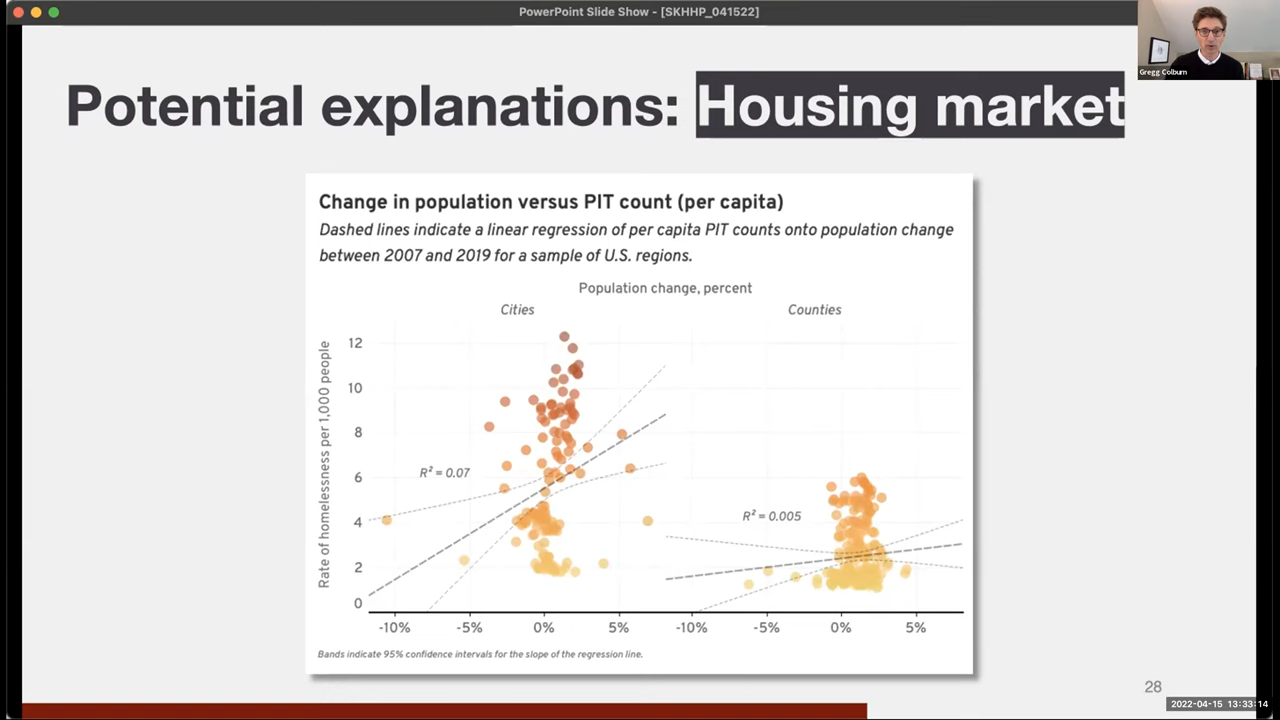 PowerPoint Slide Show - [SKHHP_041522]
Gregg Colburn
Potential explanations: Housing market
Change in population versus PIT count (per capita)
Dashed lines indicate a linear regression of per capita PIT counts onto population change
between 2007 and 2019 for a sample of U.S. regions.
Population change, percent
Cities
Counties
Rate of homelessness per 1,000 people
12
10
8
6
4
2
0
R² = 0.07
R² = 0.005
-10%
-5%
0%
5%
-10%
-5%
0%
5%
Bands indicate 95% confidence intervals for the slope of the regression line.
28
2022-04-15 13:33:14